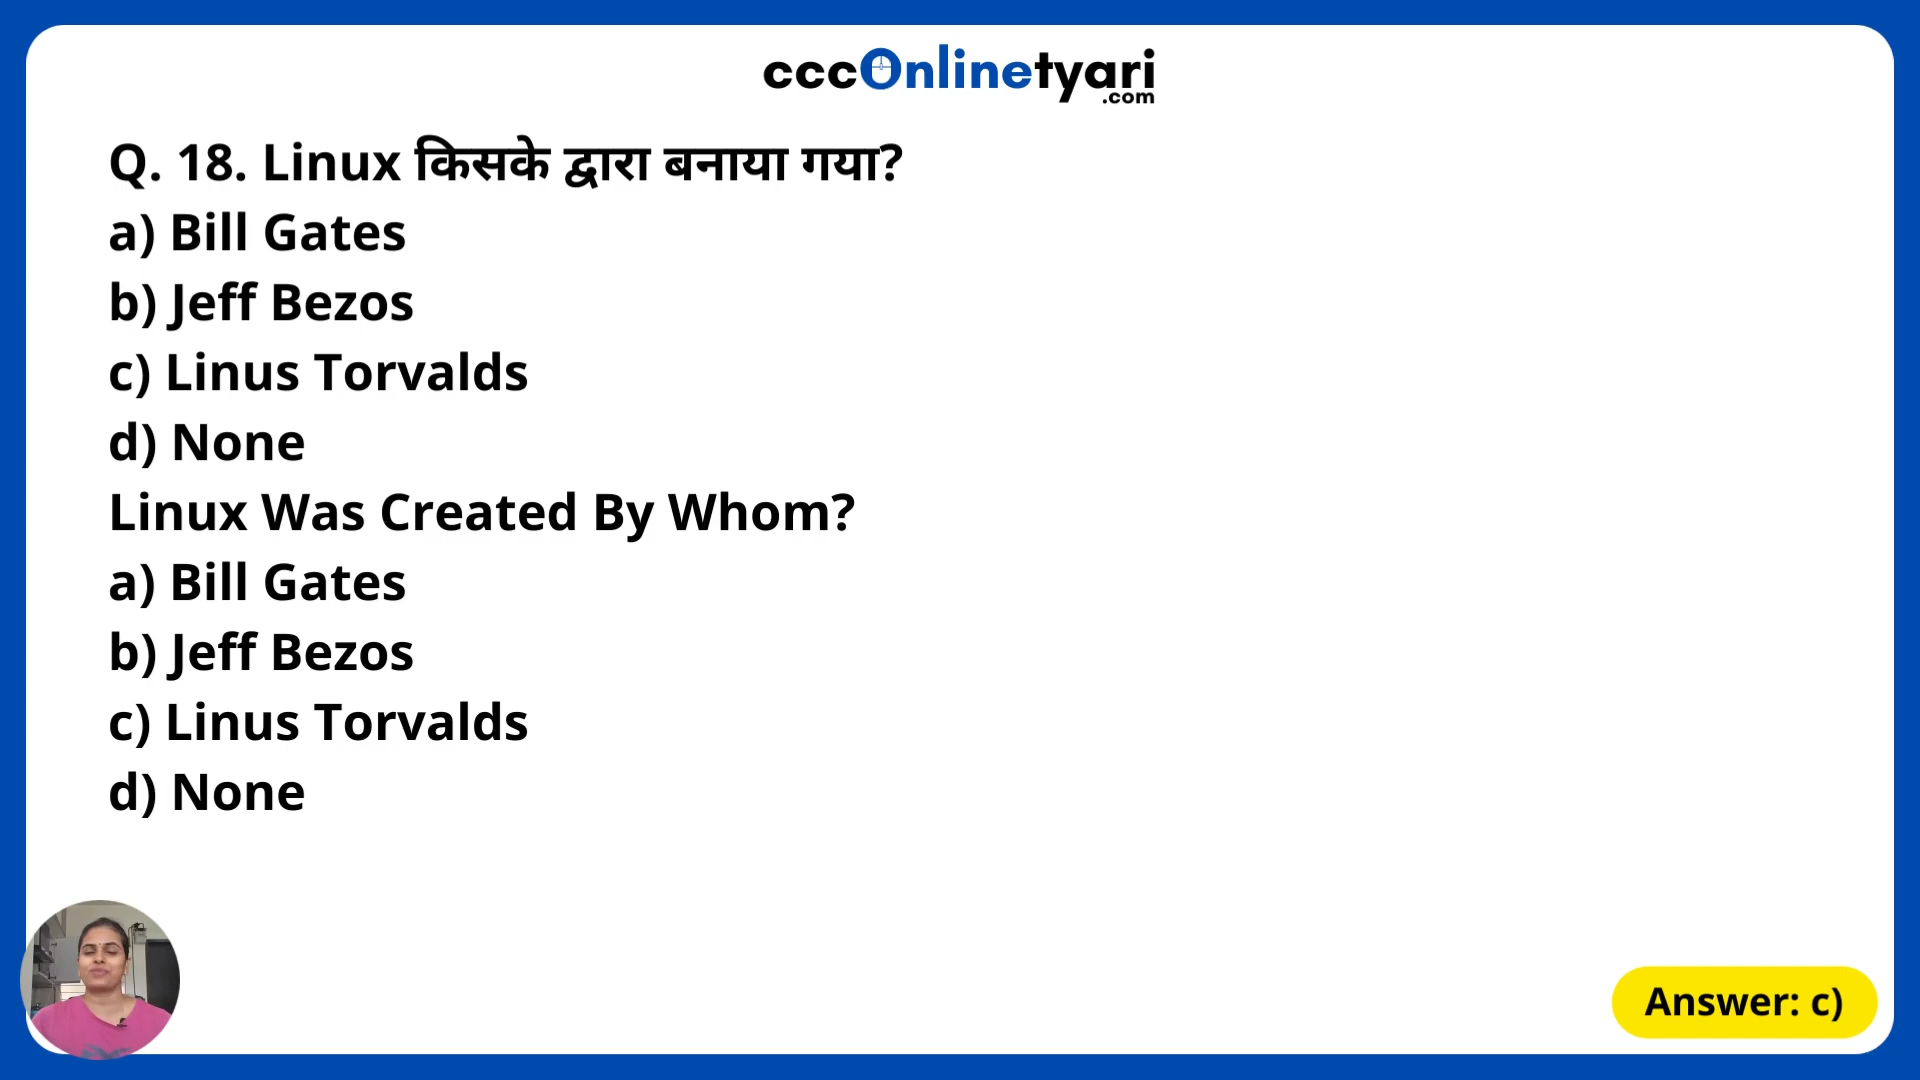 cccOnlinetyari
.com
Q. 18. Linux किसके द्वारा बनाया गया?
a) Bill Gates
b) Jeff Bezos
c) Linus Torvalds
d) None
Linux Was Created By Whom?
a) Bill Gates
b) Jeff Bezos
c) Linus Torvalds
d) None
Answer: c)